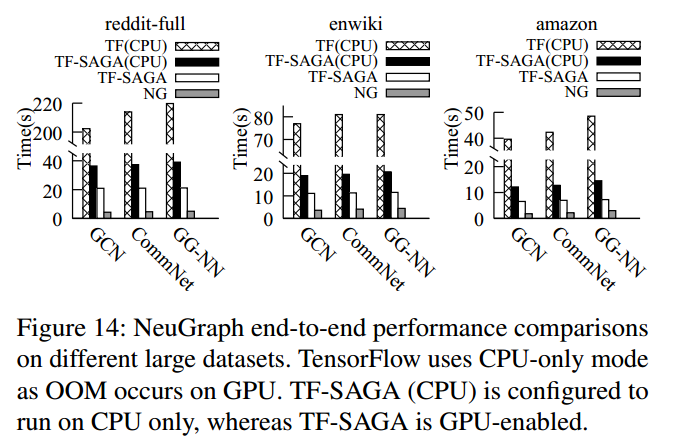 reddit-full
TF(CPU)
TF-SAGA(CPU)
TF-SAGA
NG
Time(s)
220
200
40
20
0
GCN
CommNet
GG-NN
enwiki
TF(CPU)
TF-SAGA(CPU)
TF-SAGA
NG
Time(s)
80
70
20
10
0
GCN
CommNet
GG-NN
amazon
TF(CPU)
TF-SAGA(CPU)
TF-SAGA
NG
Time(s)
50
40
20
10
0
GCN
CommNet
GG-NN
Figure 14: NeuGraph end-to-end performance comparisons
on different large datasets. TensorFlow uses CPU-only mode
as OOM occurs on GPU. TF-SAGA (CPU) is configured to
run on CPU only, whereas TF-SAGA is GPU-enabled.